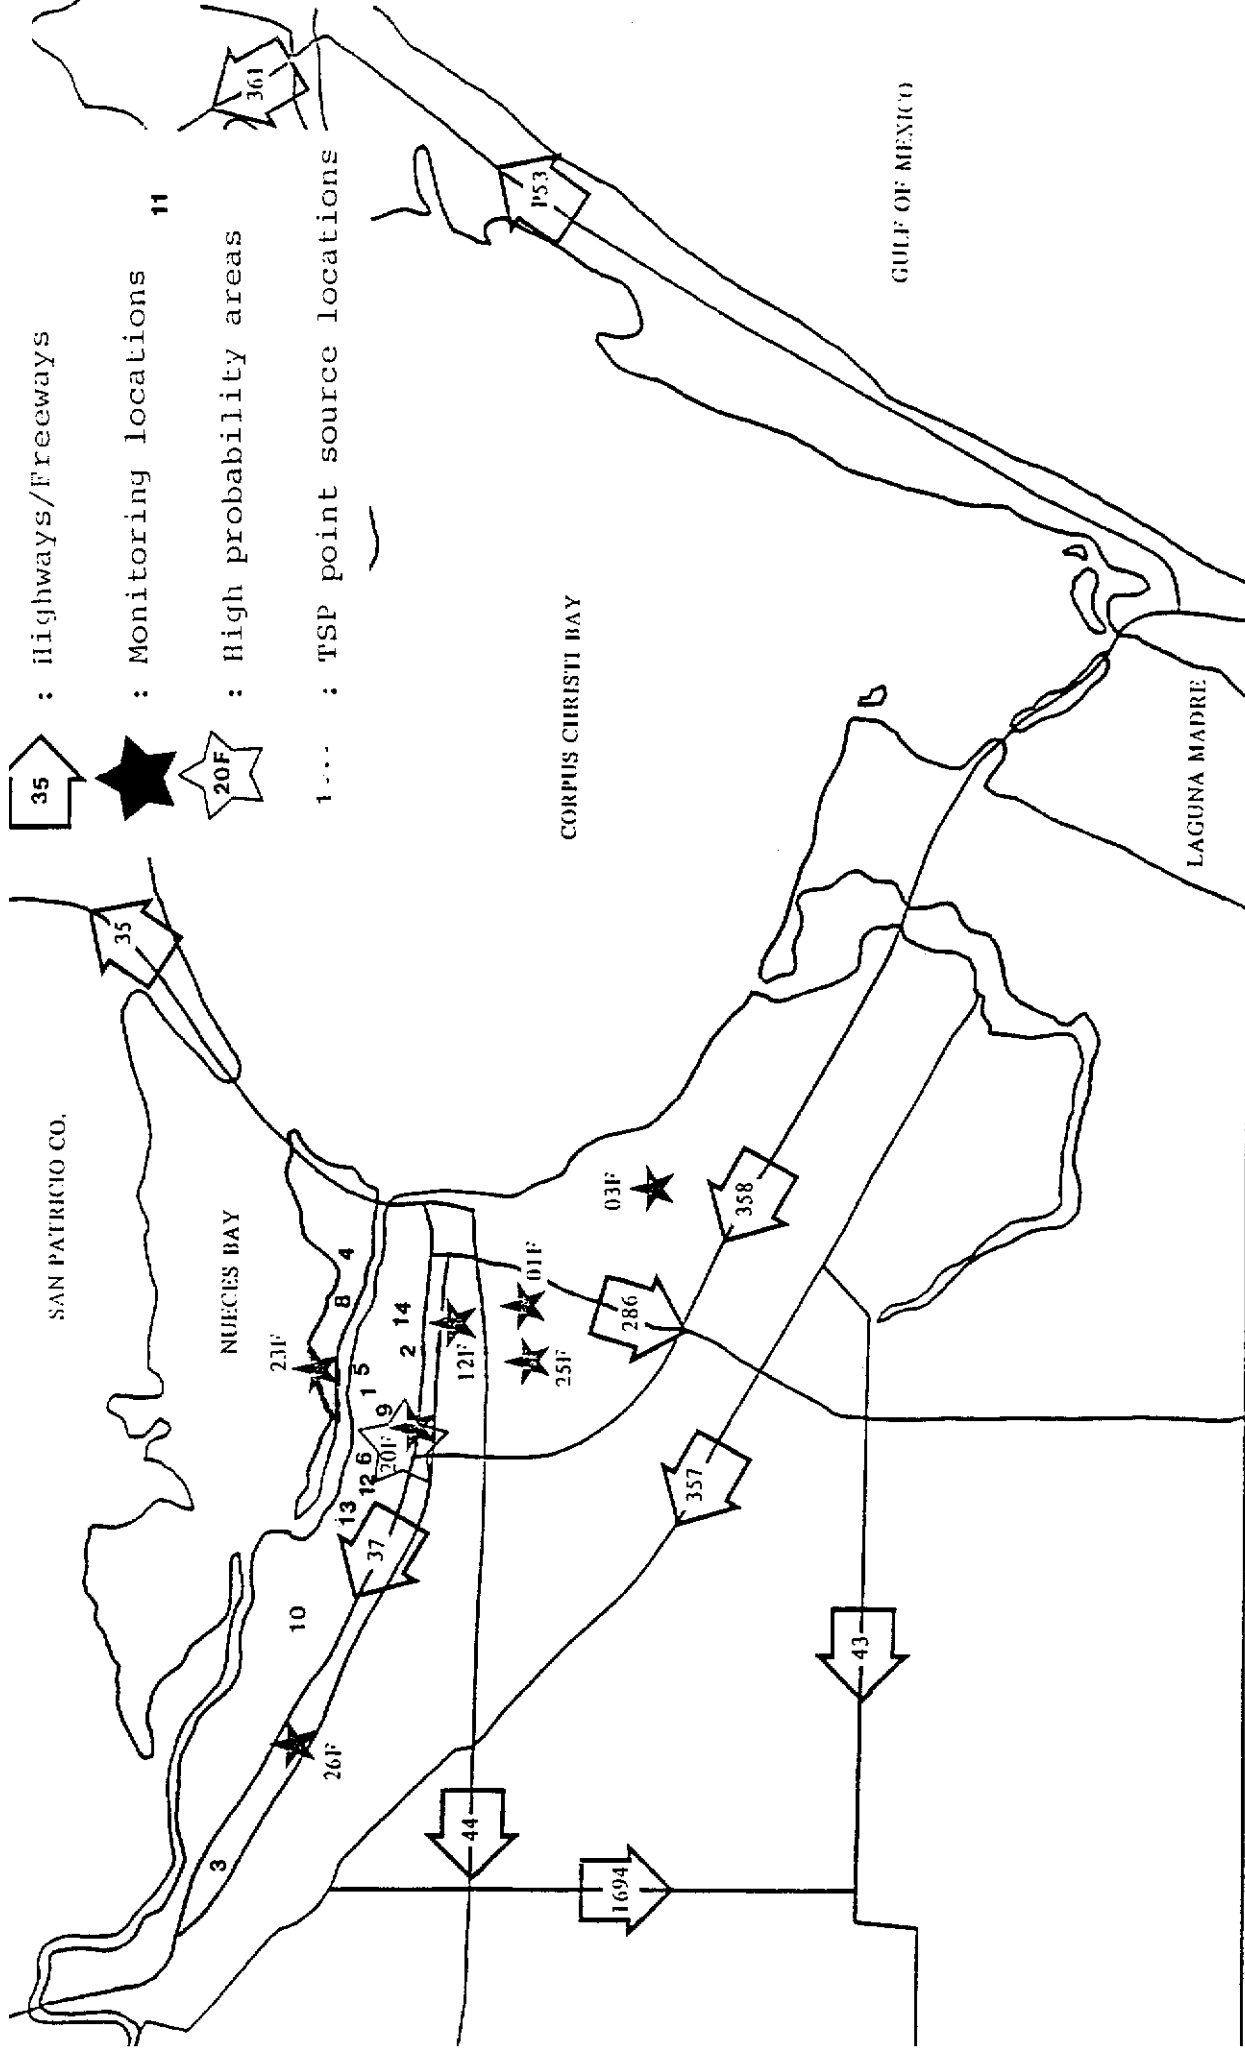 35 : Highways/Freeways
: Monitoring locations
11
20F : High probability areas
1 . . . : TSP point source locations
361
P53
35
SAN PATRICIO CO.
NUECES BAY
CORPUS CHRISTI BAY
GULF OF MEXICO
LAGUNA MADRE
3
26F
10
37
13
12
6
20F
9
1
5
23F
8
4
2
14
12F
01F
25F
03F
286
358
357
44
43
1694